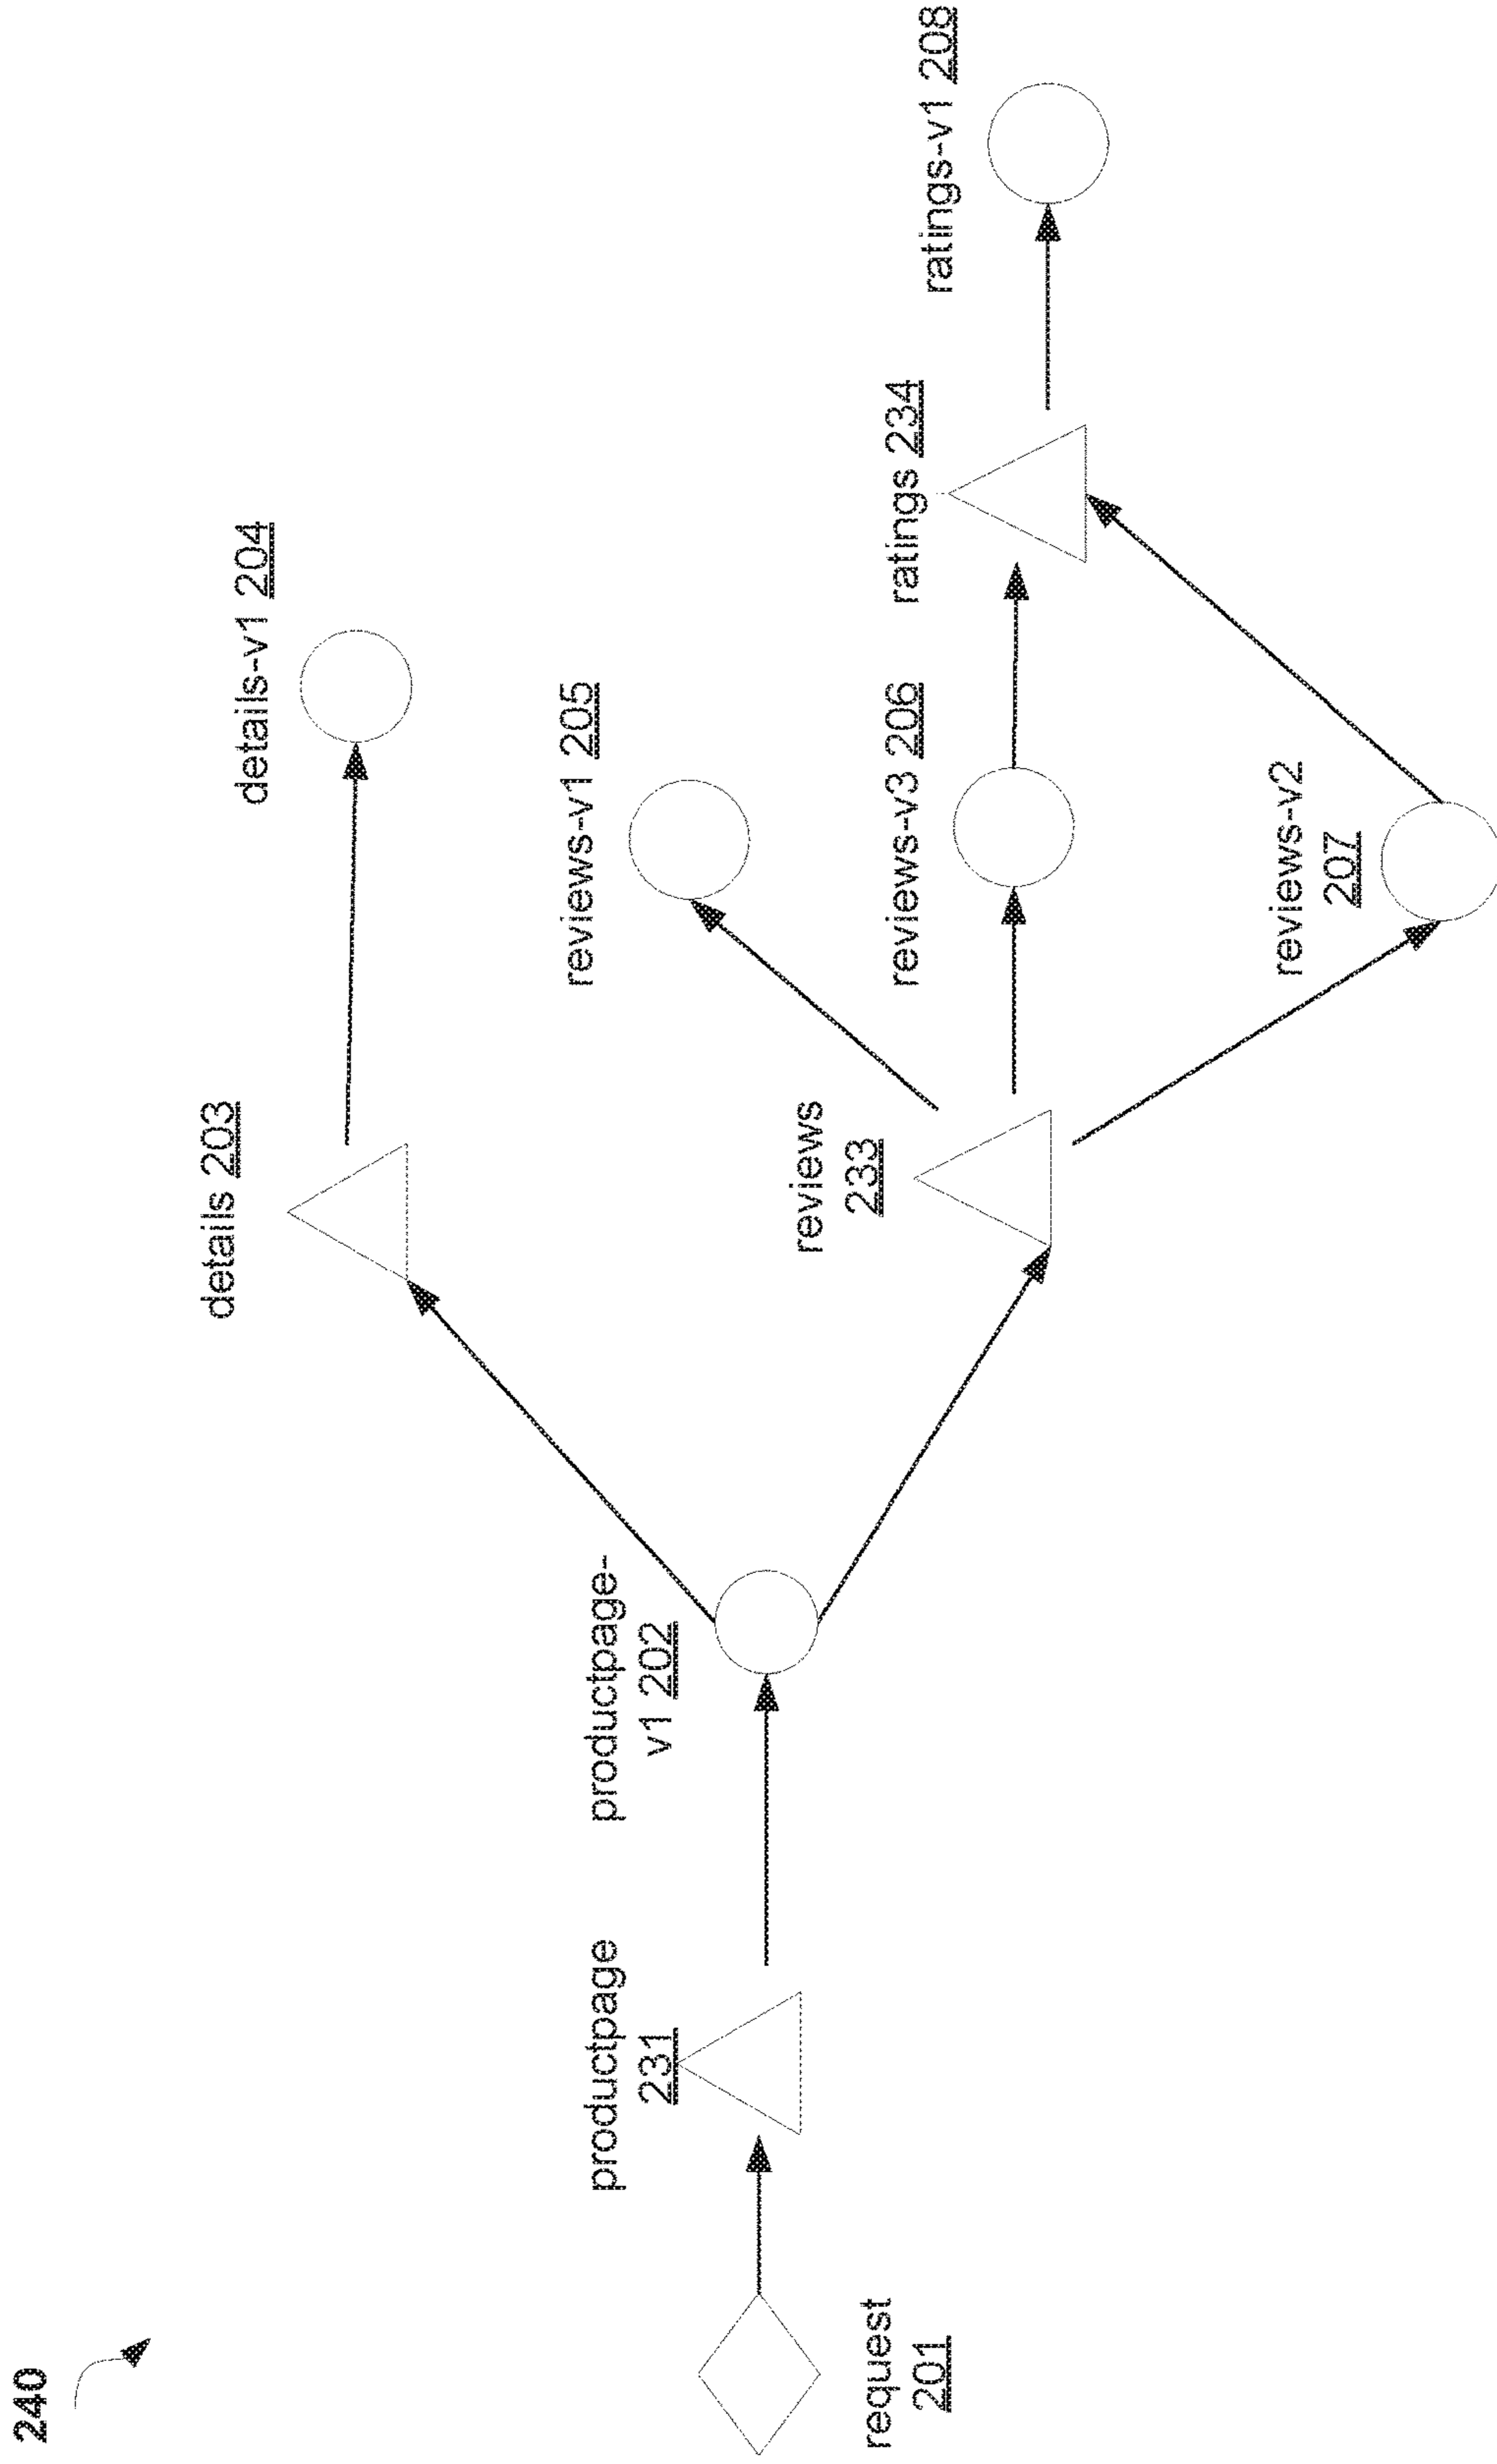 240
request
201
productpage
231
productpage-
v1 202
details 203
details-v1 204
reviews
233
reviews-v1 205
reviews-v3 206
reviews-v2
207
ratings 234
ratings-v1 208